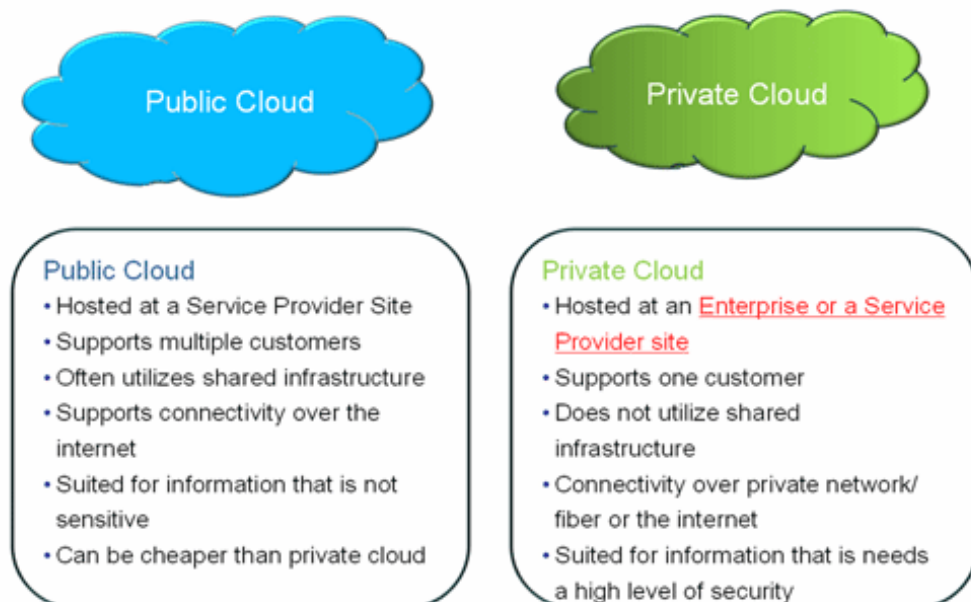 Public Cloud
Private Cloud
Public Cloud
• Hosted at a Service Provider Site
• Supports multiple customers
• Often utilizes shared infrastructure
• Supports connectivity over the
internet
• Suited for information that is not
sensitive
• Can be cheaper than private cloud
Private Cloud
• Hosted at an Enterprise or a Service
Provider site
• Supports one customer
• Does not utilize shared
infrastructure
• Connectivity over private network/
fiber or the internet
• Suited for information that is needs
a high level of security